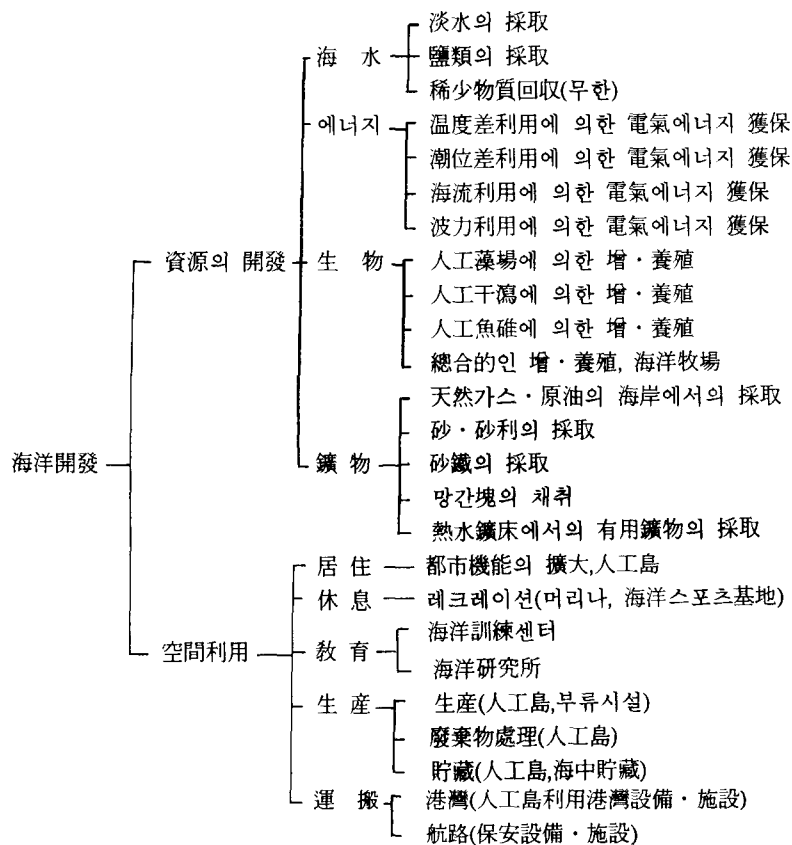 淡水의 採取
海 水 鹽類의 採取
稀少物質回収(무한)
에너지 温度差利用에 의한 電氣에너지 獲保
潮位差利用에 의한 電氣에너지 獲保
海流利用에 의한 電氣에너지 獲保
波力利用에 의한 電氣에너지 獲保
資源의 開發 生 物 人工藻場에 의한 增・養殖
人工干瀉에 의한 增・養殖
人工魚礁에 의한 增・養殖
總合的인 增・養殖, 海洋牧場
天然가스・原油의 海岸에서의 採取
砂・砂利의 採取
海洋開發 鑛 物 砂鐵의 採取
망간塊의 채취
熱水鑛床에서의 有用鑛物의 採取
居 住 都市機能의 擴大,人工島
休 息 레크레이션(머리나, 海洋스포츠基地)
空間利用 敎 育 海洋訓練센터
海洋硏究所
生 産 生産(人工島,부류시설)
廢棄物處理(人工島)
貯藏(人工島,海中貯藏)
運 搬 港灣(人工島利用港灣設備・施設)
航路(保安設備・施設)